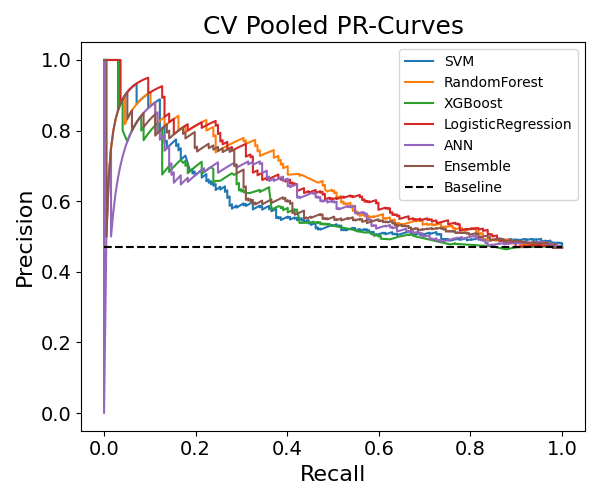 CV Pooled PR-Curves
SVM
RandomForest
XGBoost
LogisticRegression
ANN
Ensemble
Baseline
Precision
1.0
0.8
0.6
0.4
0.2
0.0
0.0 0.2 0.4 0.6 0.8 1.0
Recall